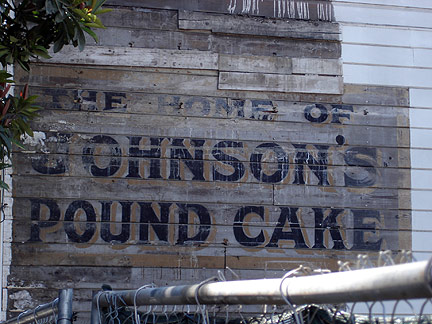 THE HOME OF
JOHNSON'S
POUND CAKE